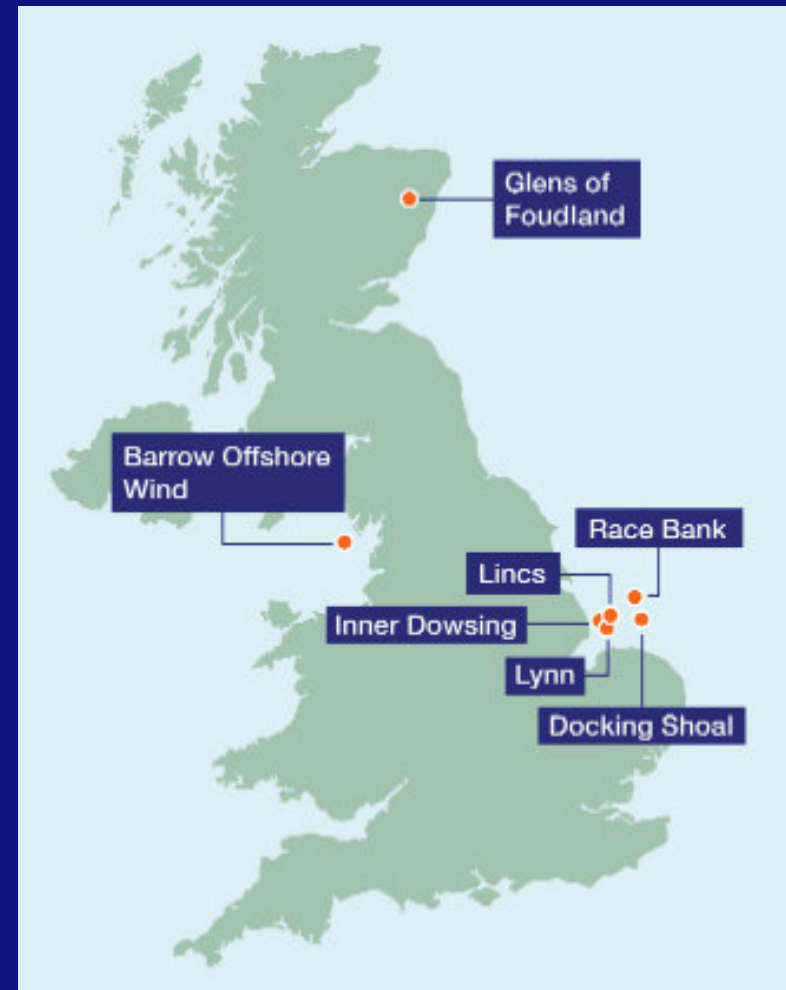 Glens of
Foudland
Barrow Offshore
Wind
Race Bank
Lincs
Inner Dowsing
Lynn
Docking Shoal